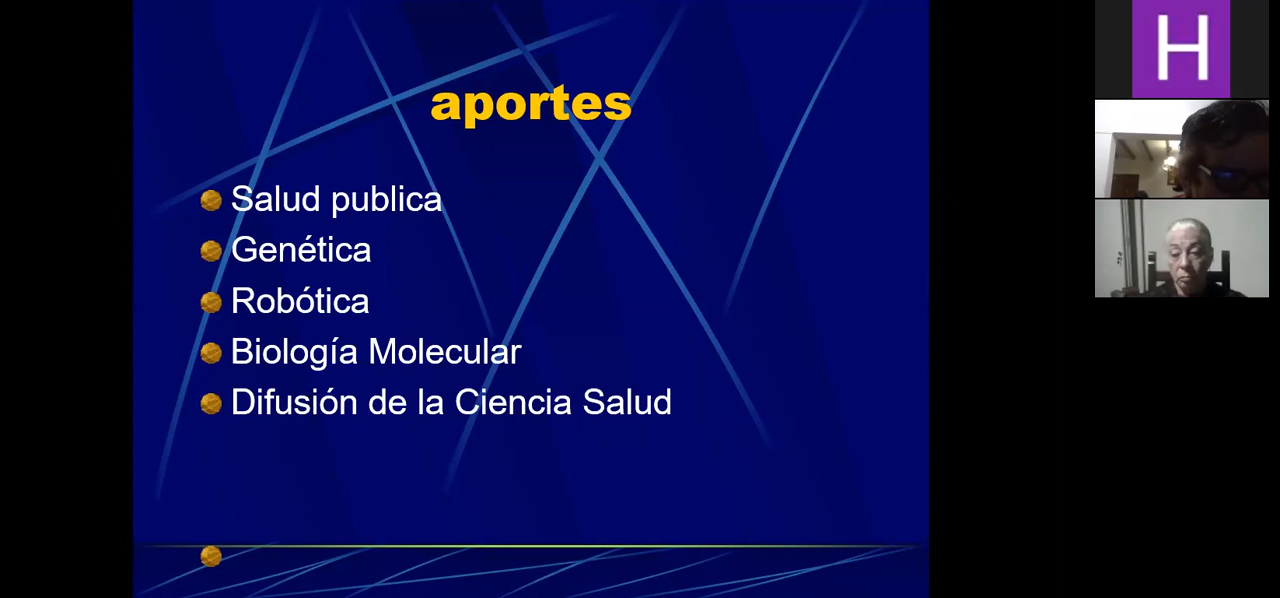 aportes
Salud publica
Genética
Robótica
Biología Molecular
Difusión de la Ciencia Salud
H